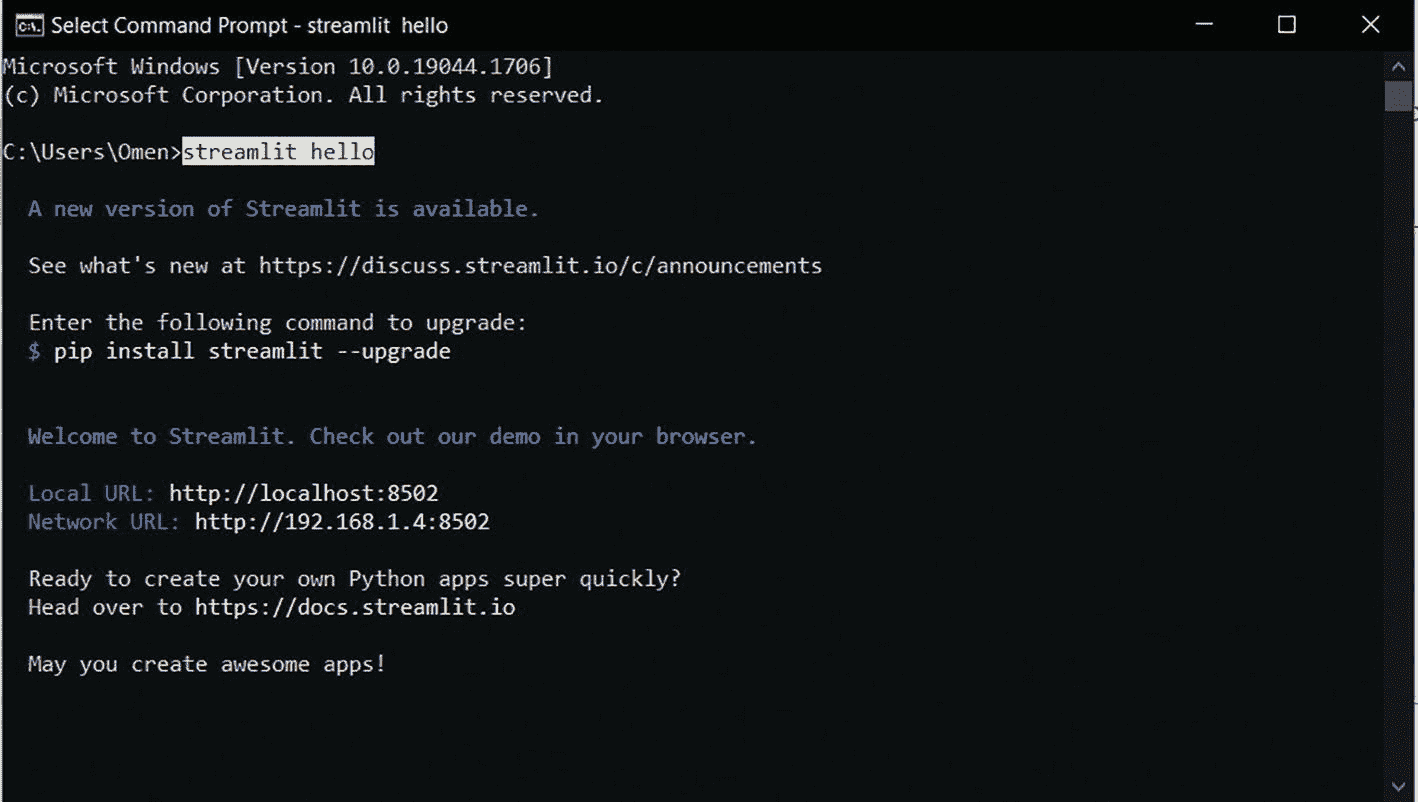 Select Command Prompt - streamlit  hello
Microsoft Windows [Version 10.0.19044.1706]
(c) Microsoft Corporation. All rights reserved.
C:\Users\Omen>streamlit hello
A new version of Streamlit is available.
See what's new at https://discuss.streamlit.io/c/announcements
Enter the following command to upgrade:
$ pip install streamlit --upgrade
Welcome to Streamlit. Check out our demo in your browser.
Local URL: http://localhost:8502
Network URL: http://192.168.1.4:8502
Ready to create your own Python apps super quickly?
Head over to https://docs.streamlit.io
May you create awesome apps!